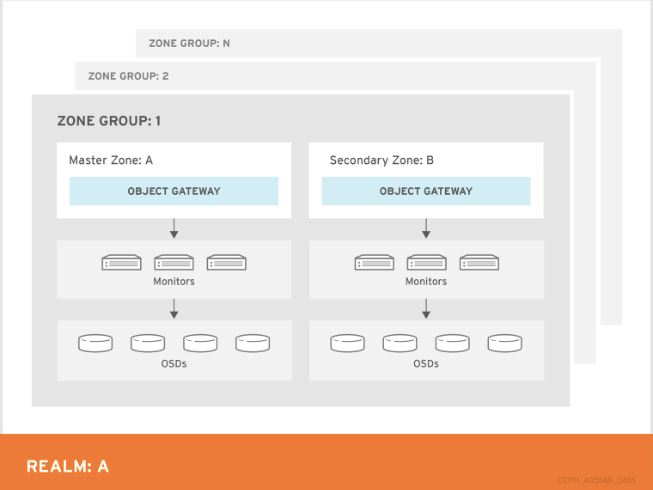 ZONE GROUP: N
ZONE GROUP: 2
ZONE GROUP: 1
Master Zone: A
OBJECT GATEWAY
Monitors
OSDs
Secondary Zone: B
OBJECT GATEWAY
Monitors
OSDs
REALM: A
CEPH_405148_0616